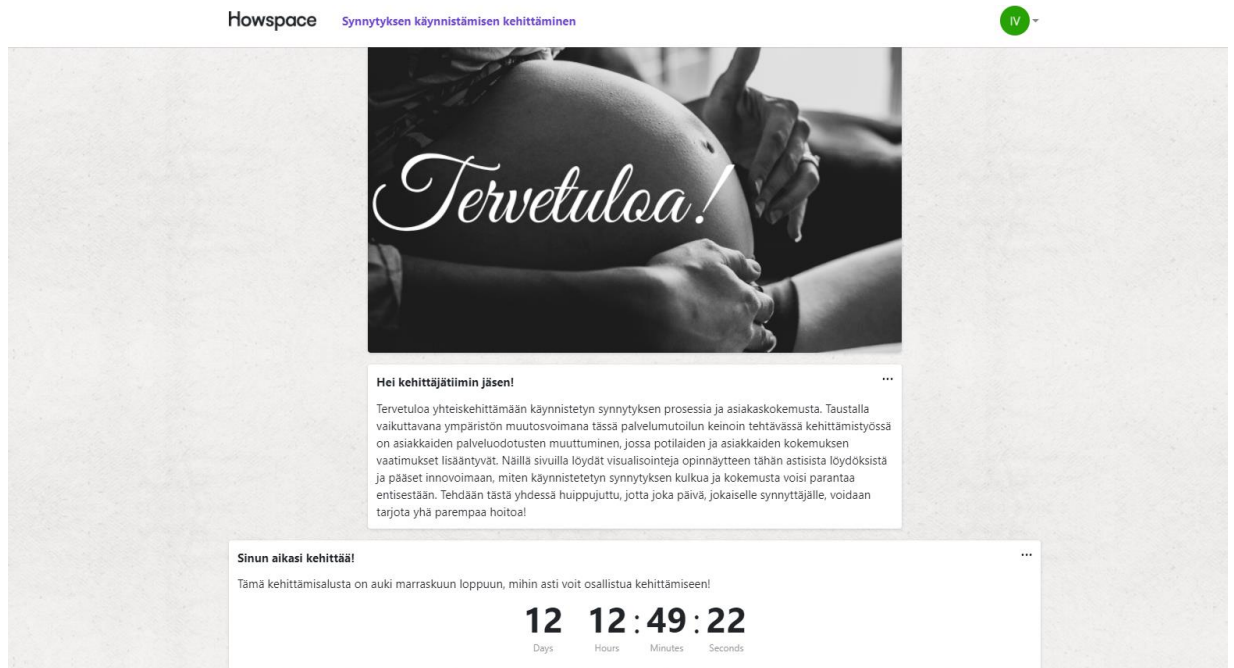 Howspace Synnytyksen käynnistämisen kehittäminen IV
Tervetuloa!
Hei kehittäjätiimin jäsen!
Tervetuloa yhteiskehittämään käynnistetyn synnytyksen prosessia ja asiakaskokemusta. Taustalla
vaikuttavana ympäristön muutosvoimana tässä palvelumutoilun keinoin tehtävässä kehittämistyössä
on asiakkaiden palveluodotusten muuttuminen, jossa potilaiden ja asiakkaiden kokemuksen
vaatimukset lisääntyvät. Näillä sivuilla löydät visualisointeja opinnäytteen tähän astisista löydöksistä
ja pääset innovoimaan, miten käynnistetetyn synnytyksen kulkua ja kokemusta voisi parantaa
entisestään. Tehdään tästä yhdessä huippujuttu, jotta joka päivä, jokaiselle synnyttäjälle, voidaan
tarjota yhä parempaa hoitoa!
Sinun aikasi kehittää!
Tämä kehittämisalusta on auki marraskuun loppuun, mihin asti voit osallistua kehittämiseen!
12 12 : 49 : 22
Days Hours Minutes Seconds